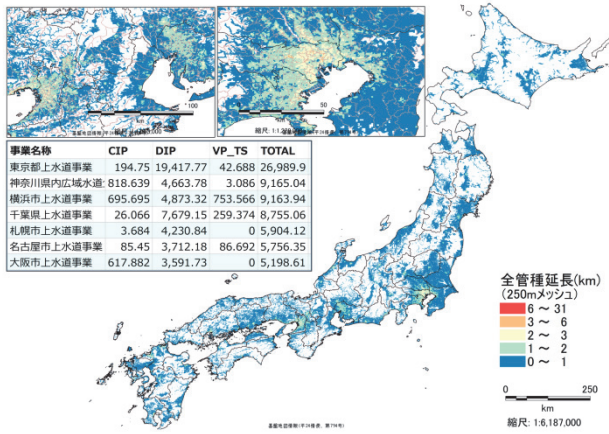 100
km
縮尺: 1:1,2
50
事業名称 CIP DIP VP_TS TOTAL
東京都上水道事業 194.75 19,417.77 42.688 26,989.9
神奈川県内広域水道 818.639 4,663.78 3.086 9,165.04
横浜市上水道事業 695.695 4,873.32 753.566 9,163.94
千葉県上水道事業 26.066 7,679.15 259.374 8,755.06
札幌市上水道事業 3.684 4,230.84 0 5,904.12
名古屋市上水道事業 85.45 3,712.18 86.692 5,756.35
大阪市上水道事業 617.882 3,591.73 0 5,198.61
全管種延長(km)
(250mメッシュ)
6 ～ 31
3 ～ 6
2 ～ 3
1 ～ 2
0 ～ 1
0 250
km
縮尺: 1:6,187,000